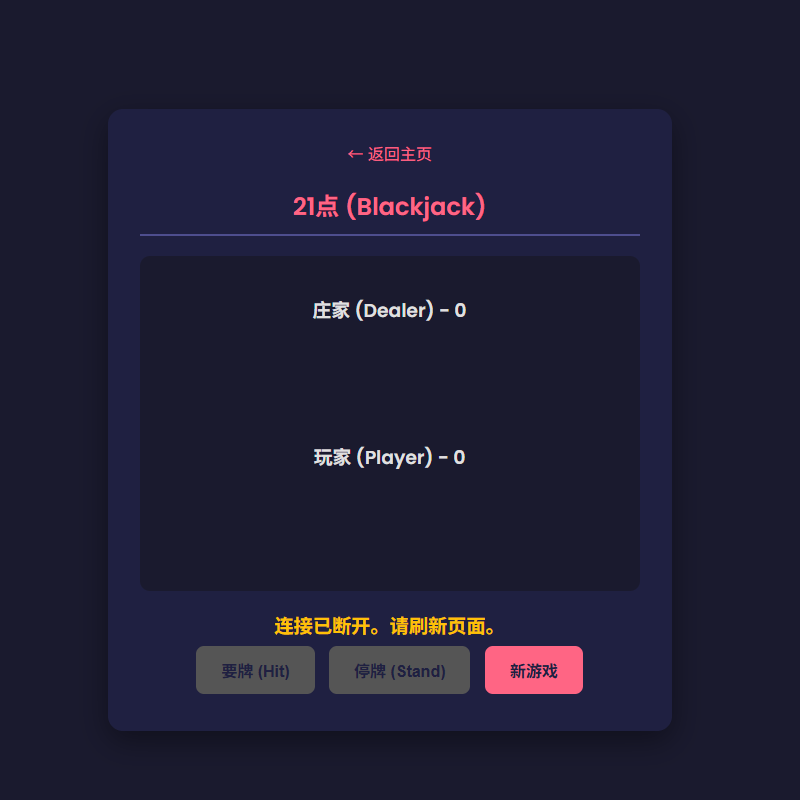 ← 返回主页
21点 (Blackjack)
庄家 (Dealer) - 0
玩家 (Player) - 0
连接已断开。请刷新页面。
要牌 (Hit) 停牌 (Stand) 新游戏